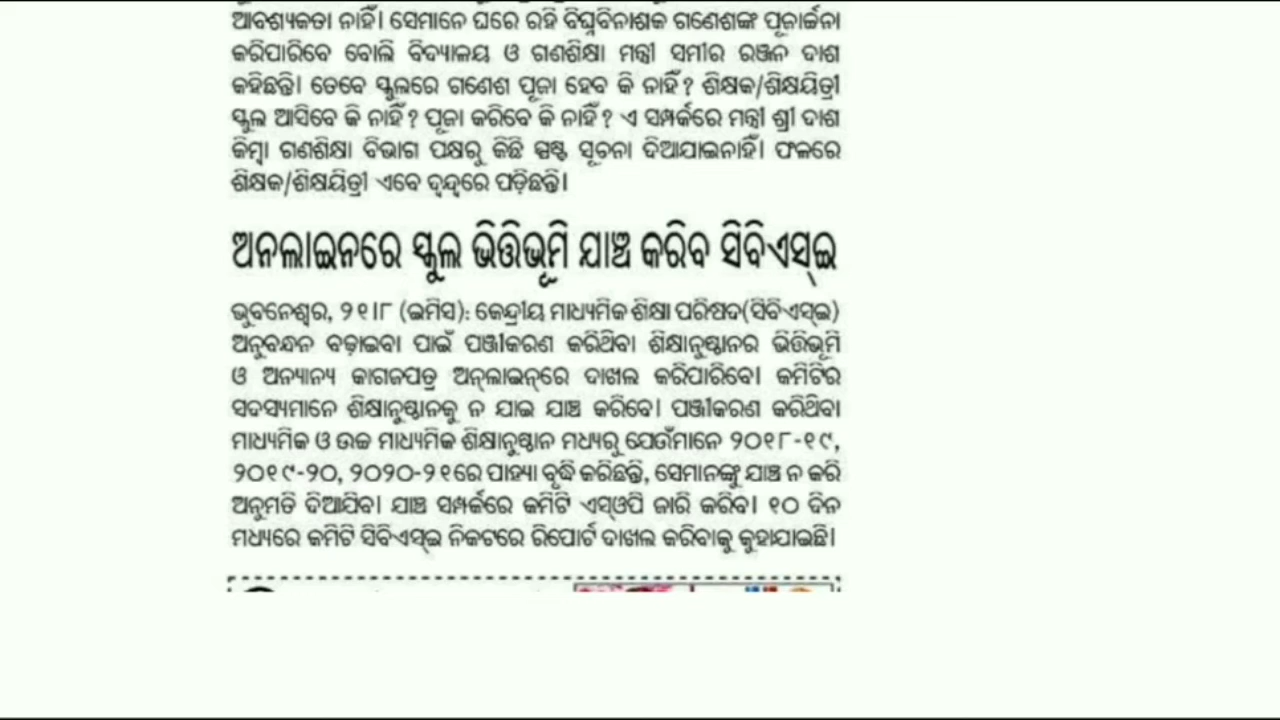 ଆବଶ୍ୟକତା ନାହିଁ। ସେମାନେ ଘରେ ରହି ବିଘ୍ନବିନାଶକ ଗଣେଶଙ୍କ ପୂଜାର୍ଚ୍ଚନା
କରିପାରିବେ ବୋଲି ବିଦ୍ୟାଳୟ ଓ ଗଣଶିକ୍ଷା ମନ୍ତ୍ରୀ ସମୀର ରଞ୍ଜନ ଦାଶ
କହିଛନ୍ତି। ତେବେ ସ୍କୁଲରେ ଗଣେଶ ପୂଜା ହେବ କି ନାହିଁ? ଶିକ୍ଷକ/ଶିକ୍ଷୟିତ୍ରୀ
ସ୍କୁଲ ଆସିବେ କି ନାହିଁ? ପୂଜା କରିବେ କି ନାହିଁ? ଏ ସମ୍ପର୍କରେ ମନ୍ତ୍ରୀ ଶ୍ରୀ ଦାଶ
କିମ୍ବା ଗଣଶିକ୍ଷା ବିଭାଗ ପକ୍ଷରୁ କିଛି ସ୍ପଷ୍ଟ ସୂଚନା ଦିଆଯାଇନାହିଁ। ଫଳରେ
ଶିକ୍ଷକ/ଶିକ୍ଷୟିତ୍ରୀ ଏବେ ଦ୍ୱନ୍ଦ୍ୱରେ ପଡ଼ିଛନ୍ତି।
ଅନଲାଇନରେ ସ୍କୁଲ ଭିତ୍ତିଭୂମି ଯାଞ୍ଚ କରିବ ସିବିଏସ୍‌ଇ
ଭୁବନେଶ୍ୱର, ୨୧।୮ (ଇମିସ): କେନ୍ଦ୍ରୀୟ ମାଧ୍ୟମିକ ଶିକ୍ଷା ପରିଷଦ(ସିବିଏସ୍‌ଇ)
ଅନୁବନ୍ଧନ ବଢ଼ାଇବା ପାଇଁ ପଞ୍ଜୀକରଣ କରିଥିବା ଶିକ୍ଷାନୁଷ୍ଠାନର ଭିତ୍ତିଭୂମି
ଓ ଅନ୍ୟାନ୍ୟ କାଗଜପତ୍ର ଅନ୍‌ଲାଇନ୍‌ରେ ଦାଖଲ କରିପାରିବେ। କମିଟିର
ସଦସ୍ୟମାନେ ଶିକ୍ଷାନୁଷ୍ଠାନକୁ ନ ଯାଇ ଯାଞ୍ଚ କରିବେ। ପଞ୍ଜୀକରଣ କରିଥିବା
ମାଧ୍ୟମିକ ଓ ଉଚ୍ଚ ମାଧ୍ୟମିକ ଶିକ୍ଷାନୁଷ୍ଠାନ ମଧ୍ୟରୁ ଯେଉଁମାନେ ୨୦୧୮-୧୯,
୨୦୧୯-୨୦, ୨୦୨୦-୨୧ରେ ପାହ୍ୟା ବୃଦ୍ଧି କରିଛନ୍ତି, ସେମାନଙ୍କୁ ଯାଞ୍ଚ ନ କରି
ଅନୁମତି ଦିଆଯିବ। ଯାଞ୍ଚ ସମ୍ପର୍କରେ କମିଟି ଏସ୍‌ଓପି ଜାରି କରିବ। ୧୦ ଦିନ
ମଧ୍ୟରେ କମିଟି ସିବିଏସ୍‌ଇ ନିକଟରେ ରିପୋର୍ଟ ଦାଖଲ କରିବାକୁ କୁହାଯାଇଛି।